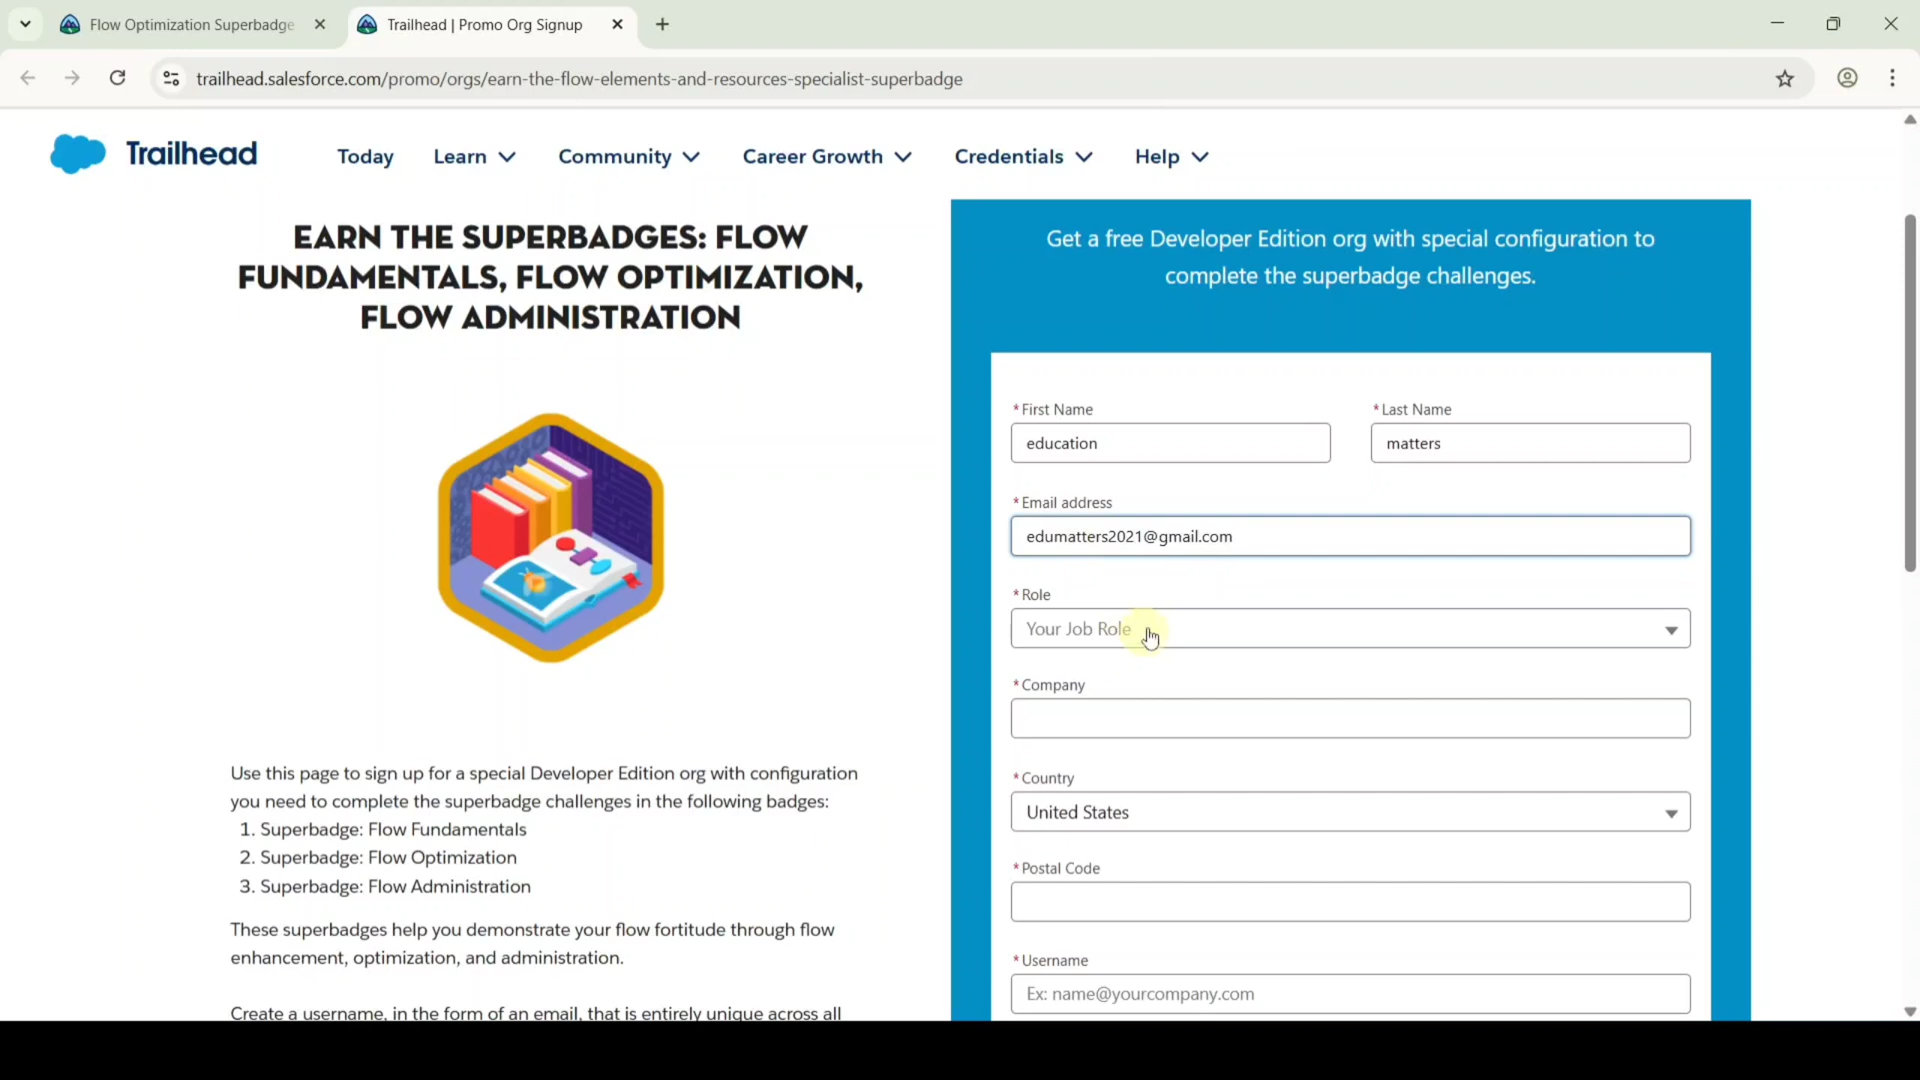 Flow Optimization Superbadge
Trailhead | Promo Org Signup
trailhead.salesforce.com/promo/orgs/earn-the-flow-elements-and-resources-specialist-superbadge
Trailhead
Today
Learn
Community
Career Growth
Credentials
Help
EARN THE SUPERBADGES: FLOW
FUNDAMENTALS, FLOW OPTIMIZATION,
FLOW ADMINISTRATION
Use this page to sign up for a special Developer Edition org with configuration
you need to complete the superbadge challenges in the following badges:
1. Superbadge: Flow Fundamentals
2. Superbadge: Flow Optimization
3. Superbadge: Flow Administration
These superbadges help you demonstrate your flow fortitude through flow
enhancement, optimization, and administration.
Create a username, in the form of an email, that is entirely unique across all
Get a free Developer Edition org with special configuration to
complete the superbadge challenges.
* First Name
education
* Last Name
matters
* Email address
edumatters2021@gmail.com
* Role
Your Job Role
* Company
* Country
United States
* Postal Code
* Username
Ex: name@yourcompany.com